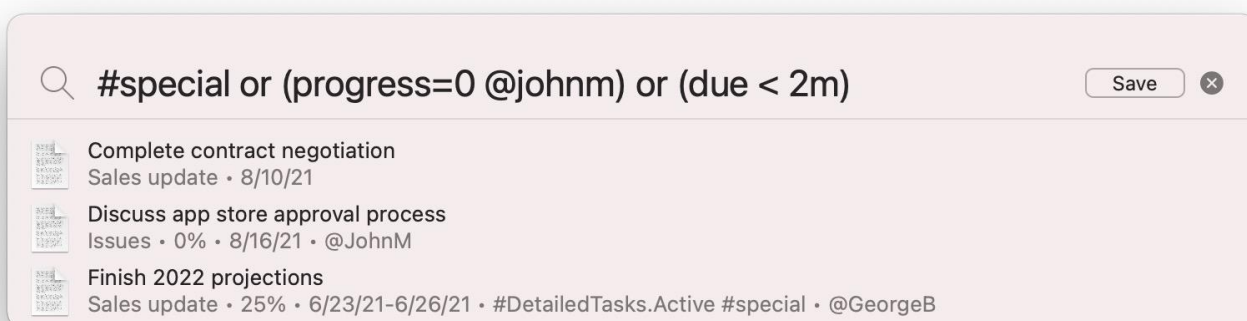 #special or (progress=0 @johnm) or (due < 2m)
Save
Complete contract negotiation
Sales update • 8/10/21
Discuss app store approval process
Issues • 0% • 8/16/21 • @JohnM
Finish 2022 projections
Sales update • 25% • 6/23/21-6/26/21 • #DetailedTasks.Active #special • @GeorgeB